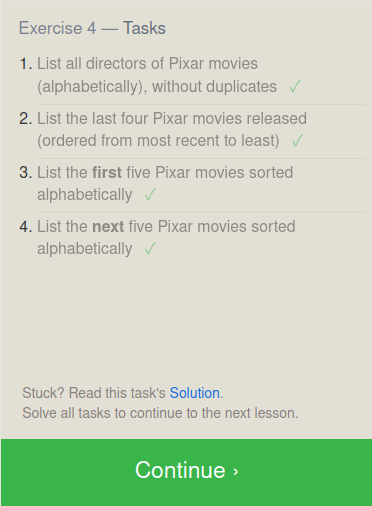 Exercise 4 — Tasks
1. List all directors of Pixar movies
(alphabetically), without duplicates ✓
2. List the last four Pixar movies released
(ordered from most recent to least) ✓
3. List the first five Pixar movies sorted
alphabetically ✓
4. List the next five Pixar movies sorted
alphabetically ✓
Stuck? Read this task's Solution.
Solve all tasks to continue to the next lesson.
Continue ›